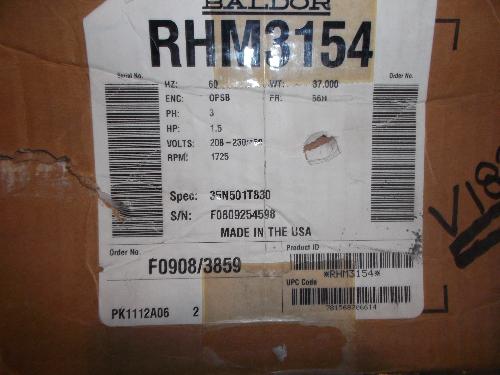 BALDOR
RHM3154
Serial No.
Order No.
HZ: 60 WT: 37.000
ENC: OPSB FR: 56H
PH: 3
HP: 1.5
VOLTS: 208-230/460
RPM: 1725
Spec: 35N501T830
S/N: F0809254598
MADE IN THE USA
Order No.
F0908/3859
Product ID
*RHM3154*
UPC Code
781568206614
PK1112A06 2